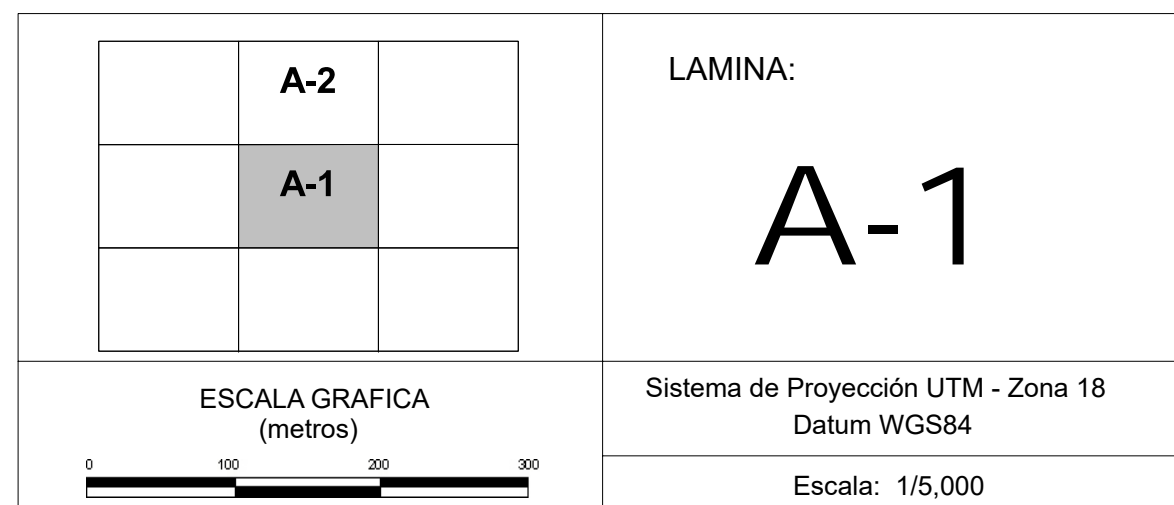 A-2
A-1
LAMINA:
A-1
ESCALA GRAFICA
(metros)
0 100 200 300
Sistema de Proyección UTM - Zona 18
Datum WGS84
Escala: 1/5,000